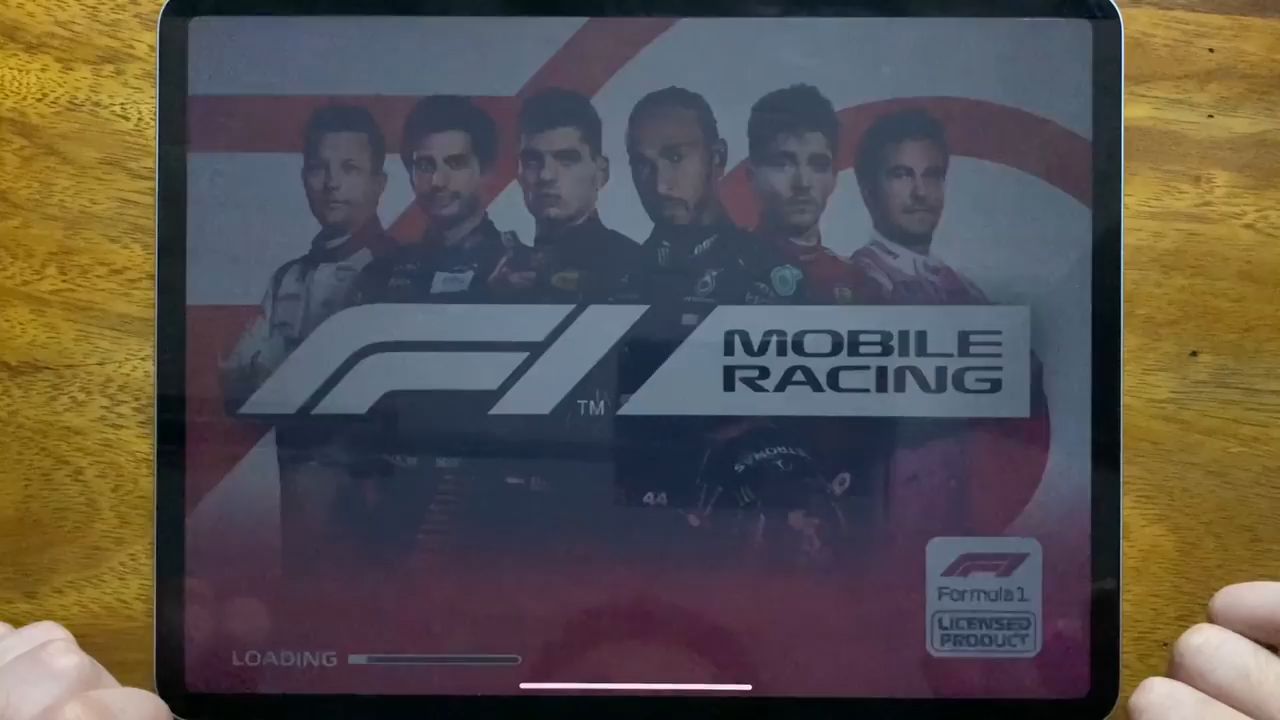 F1
TM
MOBILE
RACING
44
Formula 1
LICENSED
PRODUCT
LOADING